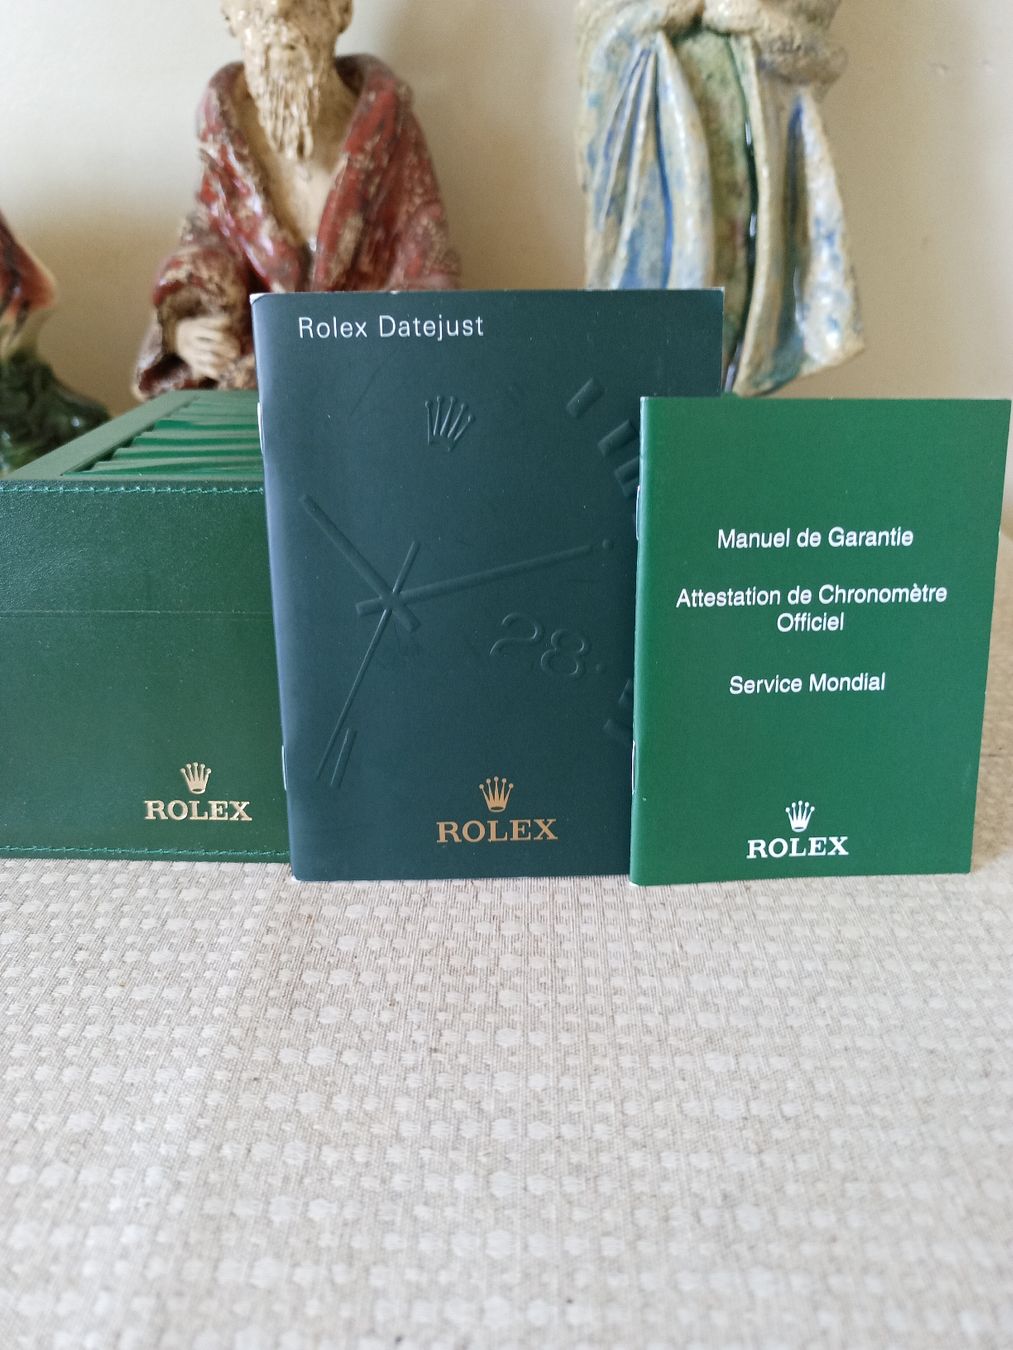 ROLEX
Rolex Datejust
28
ROLEX
Manuel de Garantie
Attestation de Chronomètre
Officiel
Service Mondial
ROLEX